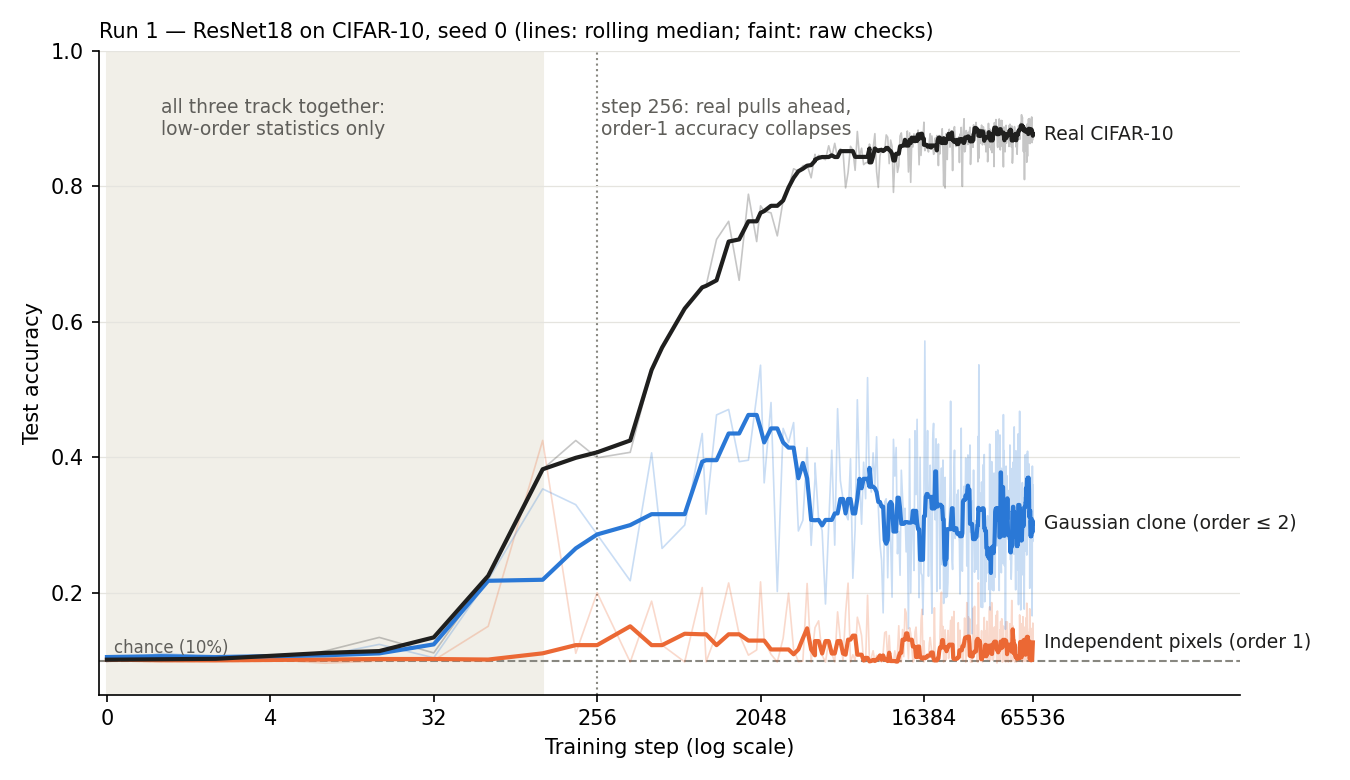 Run 1 — ResNet18 on CIFAR-10, seed 0 (lines: rolling median; faint: raw checks)
Test accuracy
1.0
0.8
0.6
0.4
0.2
all three track together:
low-order statistics only
step 256: real pulls ahead,
order-1 accuracy collapses
Real CIFAR-10
Gaussian clone (order ≤ 2)
Independent pixels (order 1)
chance (10%)
0 4 32 256 2048 16384 65536
Training step (log scale)